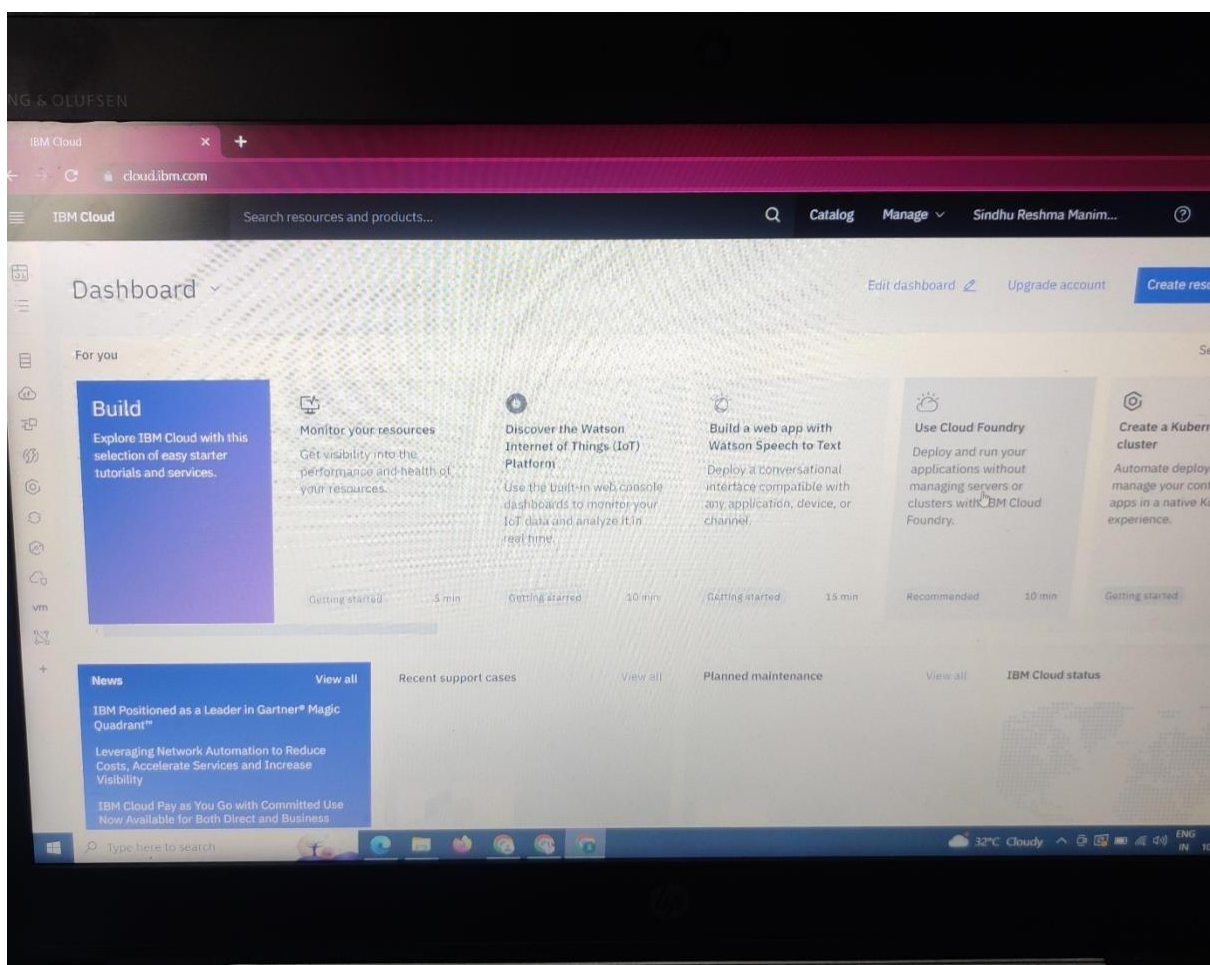 NG & OLUFSEN
IBM Cloud
cloud.ibm.com
IBM Cloud Search resources and products... Catalog Manage Sindhu Reshma Manim...
Dashboard Edit dashboard Upgrade account Create reso
For you Se
Build
Explore IBM Cloud with this
selection of easy starter
tutorials and services.
Monitor your resources
Get visibility into the
performance and health of
your resources.
Getting started 5 min
Discover the Watson
Internet of Things (IoT)
Platform
Use the built-in web console
dashboards to monitor your
IoT data and analyze it in
real time.
Getting started 10 min
Build a web app with
Watson Speech to Text
Deploy a conversational
interface compatible with
any application, device, or
channel.
Getting started 15 min
Use Cloud Foundry
Deploy and run your
applications without
managing servers or
clusters with IBM Cloud
Foundry.
Recommended 10 min
Create a Kubern
cluster
Automate deploy
manage your cont
apps in a native K
experience.
Getting started
vm
News View all
IBM Positioned as a Leader in Gartner® Magic
Quadrant™
Leveraging Network Automation to Reduce
Costs, Accelerate Services and Increase
Visibility
IBM Cloud Pay as You Go with Committed Use
Now Available for Both Direct and Business
Recent support cases View all
Planned maintenance View all
IBM Cloud status
Type here to search 32°C Cloudy ENG
IN 10
hp